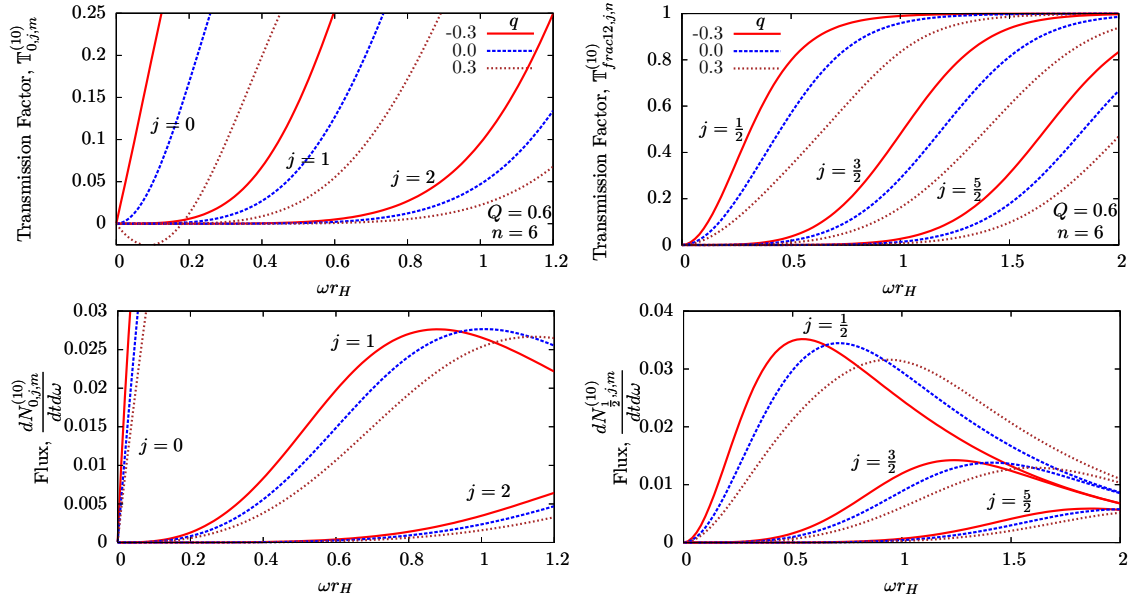 Transmission Factor, 𝕋^{(10)}_{0,j,m}
0.25
0.2
0.15
0.1
0.05
0
q
-0.3
0.0
0.3
j = 0
j = 1
j = 2
Q = 0.6
n = 6
0 0.2 0.4 0.6 0.8 1 1.2
ωr_H
Transmission Factor, 𝕋^{(10)}_{frac12,j,m}
1
0.8
0.6
0.4
0.2
0
q
-0.3
0.0
0.3
j = 1/2
j = 3/2
j = 5/2
Q = 0.6
n = 6
0 0.5 1 1.5 2
ωr_H
Flux, dN^{(10)}_{0,j,m}/dtdω
0.03
0.025
0.02
0.015
0.01
0.005
0
j = 1
j = 0
j = 2
0 0.2 0.4 0.6 0.8 1 1.2
ωr_H
Flux, dN^{(10)}_{1/2,j,m}/dtdω
0.04
0.03
0.02
0.01
0
j = 1/2
j = 3/2
j = 5/2
0 0.5 1 1.5 2
ωr_H